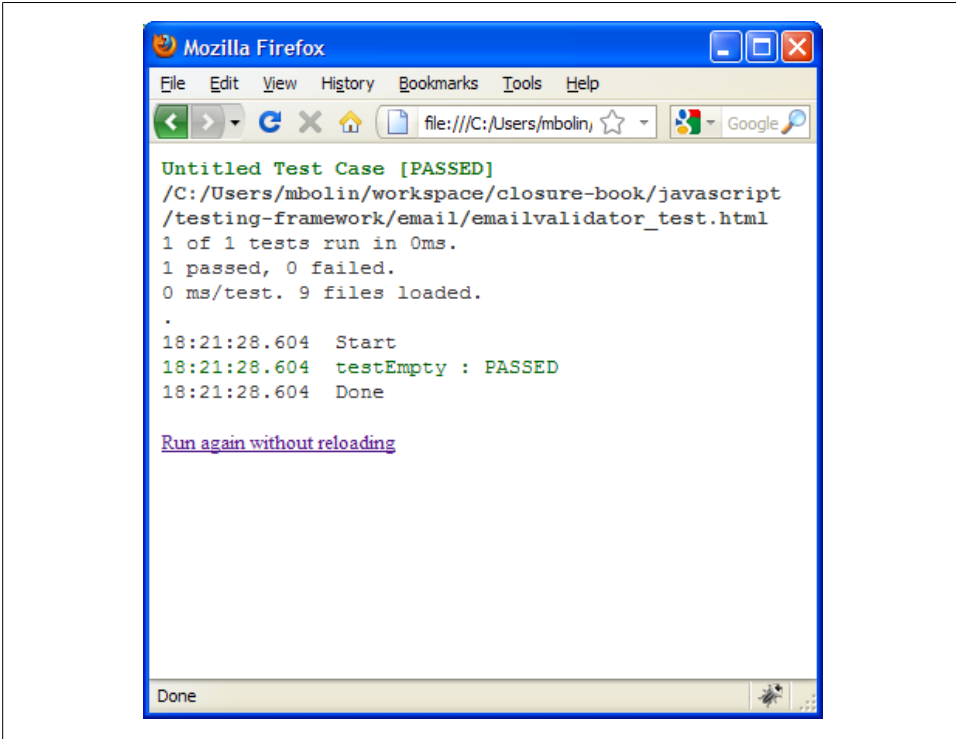 Mozilla Firefox
File Edit View History Bookmarks Tools Help
file:///C:/Users/mbolin, Google
Untitled Test Case [PASSED]
/C:/Users/mbolin/workspace/closure-book/javascript
/testing-framework/email/emailvalidator_test.html
1 of 1 tests run in 0ms.
1 passed, 0 failed.
0 ms/test. 9 files loaded.
.
18:21:28.604 Start
18:21:28.604 testEmpty : PASSED
18:21:28.604 Done
Run again without reloading
Done